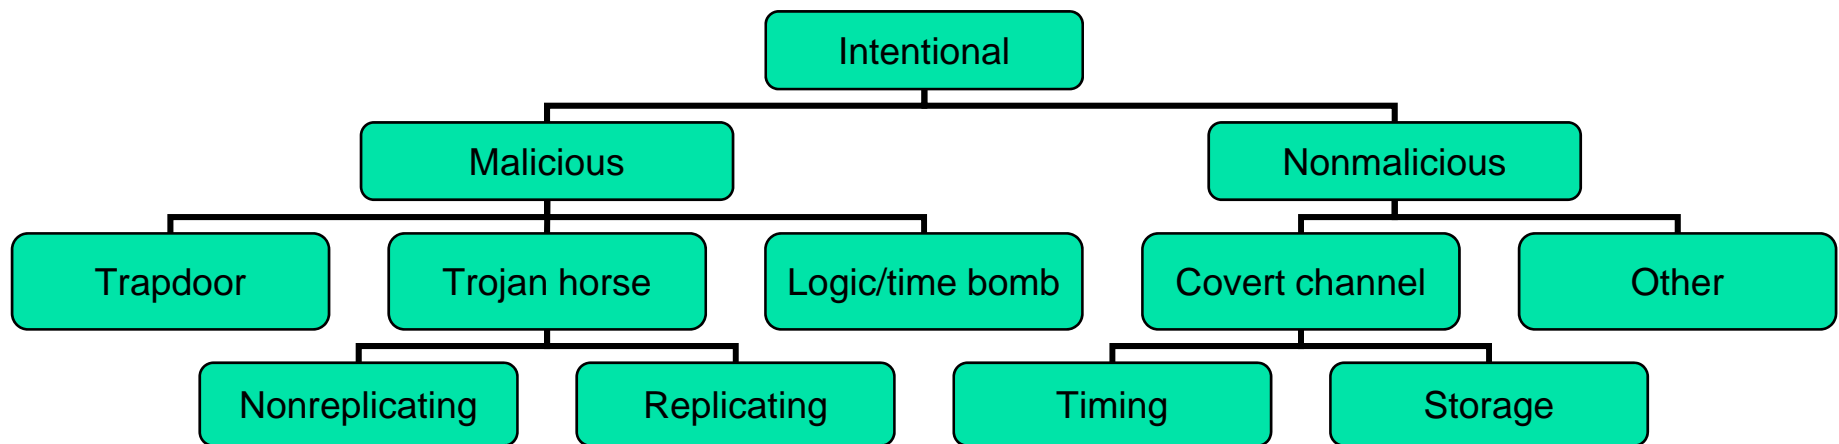 Intentional
Malicious
Nonmalicious
Trapdoor
Trojan horse
Logic/time bomb
Covert channel
Other
Nonreplicating
Replicating
Timing
Storage